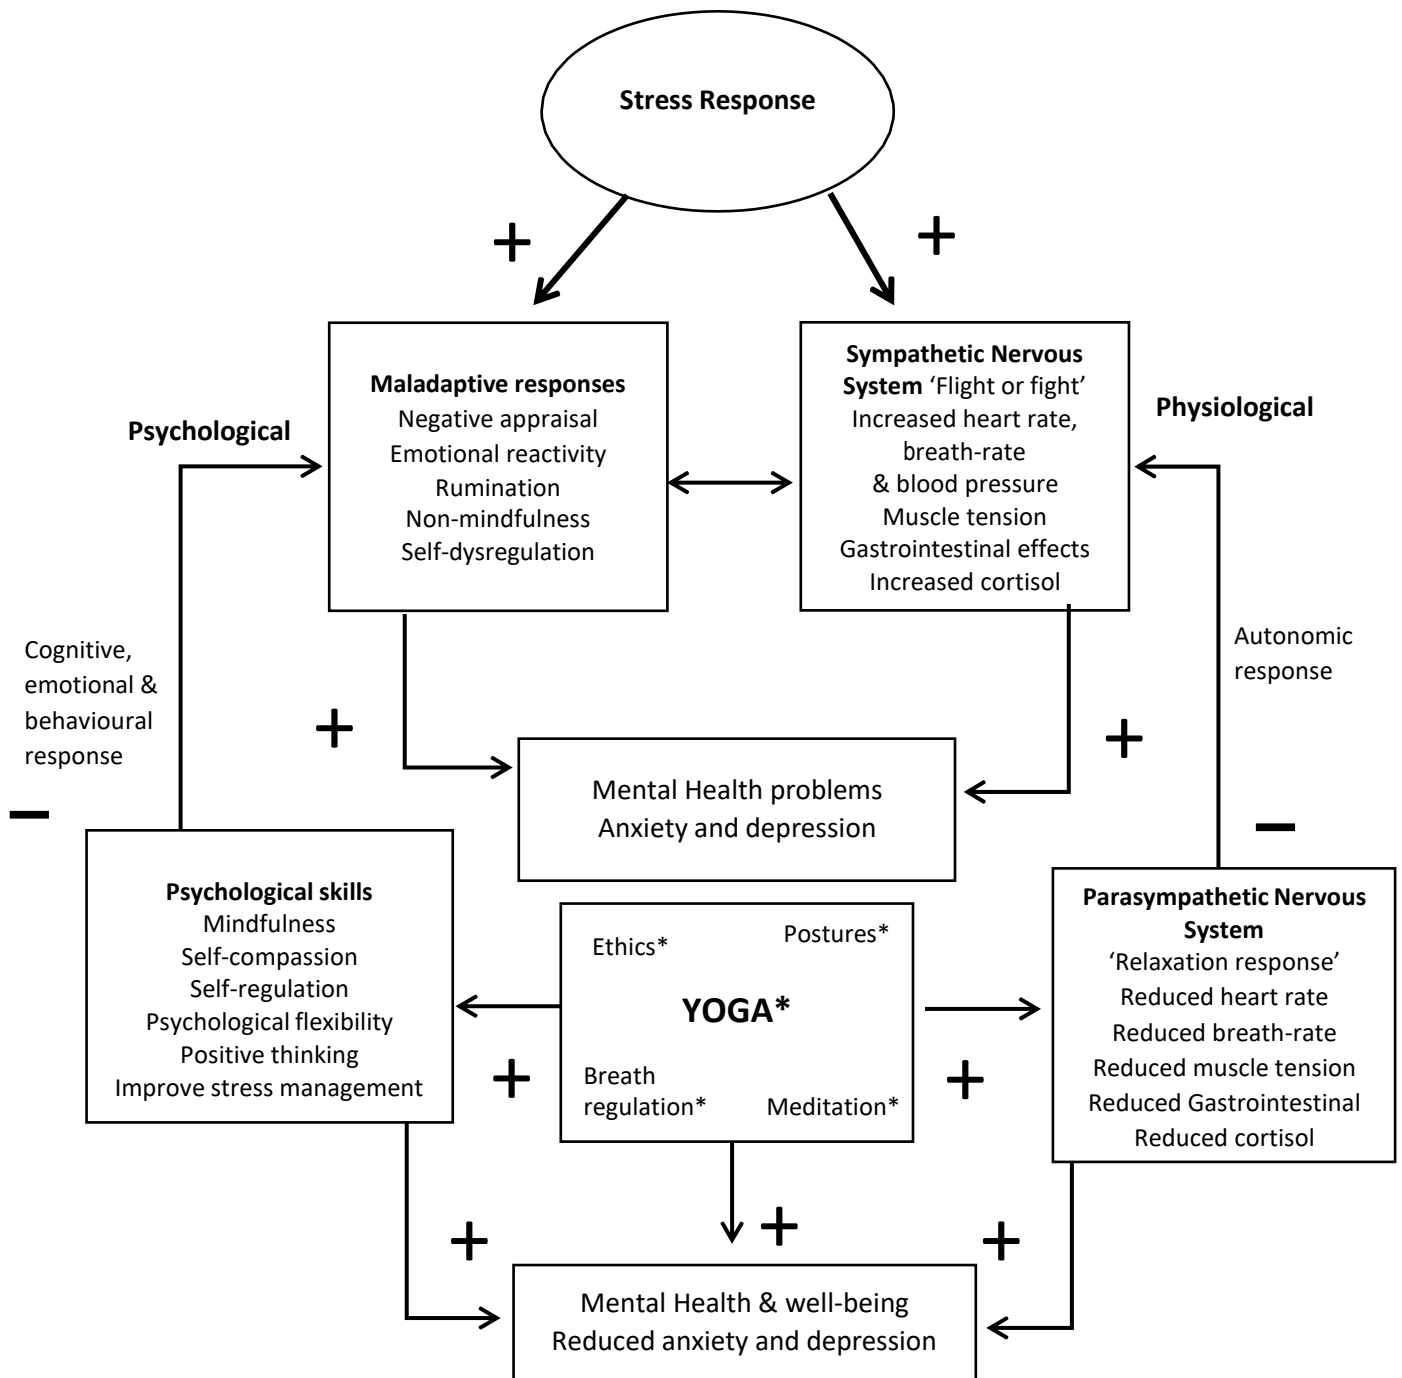 Stress Response
+
+
Maladaptive responses
Negative appraisal
Emotional reactivity
Rumination
Non-mindfulness
Self-dysregulation
Sympathetic Nervous
System ‘Flight or fight’
Increased heart rate,
breath-rate
& blood pressure
Muscle tension
Gastrointestinal effects
Increased cortisol
Psychological
Physiological
Cognitive,
emotional &
behavioural
response
Autonomic
response
+
+
−
−
Mental Health problems
Anxiety and depression
Psychological skills
Mindfulness
Self-compassion
Self-regulation
Psychological flexibility
Positive thinking
Improve stress management
Ethics*
Postures*
YOGA*
Breath
regulation*
Meditation*
Parasympathetic Nervous
System
‘Relaxation response’
Reduced heart rate
Reduced breath-rate
Reduced muscle tension
Reduced Gastrointestinal
Reduced cortisol
+
+
+
+
+
Mental Health & well-being
Reduced anxiety and depression